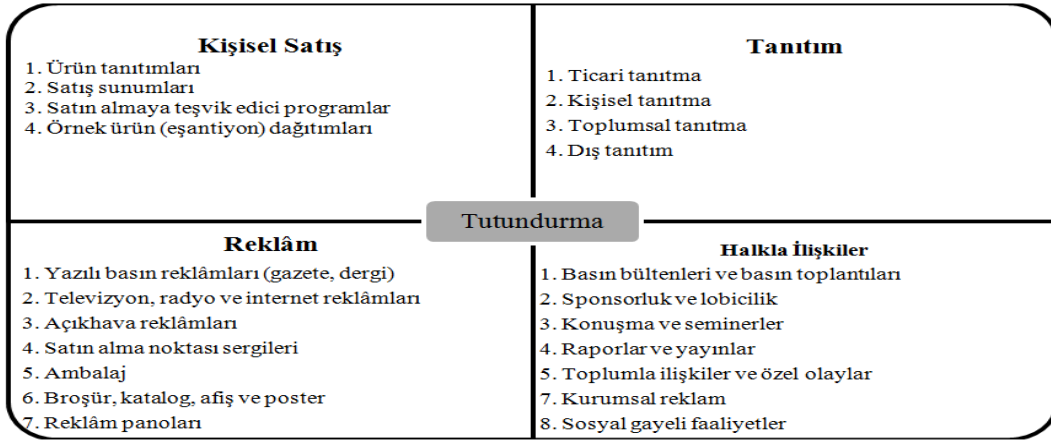 Kişisel Satış
1. Ürün tanıtımları
2. Satış sunumları
3. Satın almaya teşvik edici programlar
4. Örnek ürün (eşantiyon) dağıtımları
Tanıtım
1. Ticari tanıtma
2. Kişisel tanıtma
3. Toplumsal tanıtma
4. Dış tanıtım
Tutundurma
Reklâm
1. Yazılı basın reklâmları (gazete, dergi)
2. Televizyon, radyo ve internet reklâmları
3. Açıkhava reklâmları
4. Satın alma noktası sergileri
5. Ambalaj
6. Broşür, katalog, afiş ve poster
7. Reklâm panoları
Halkla İlişkiler
1. Basın bültenleri ve basın toplantıları
2. Sponsorluk ve lobicilik
3. Konuşma ve seminerler
4. Raporlar ve yayınlar
5. Toplumla ilişkiler ve özel olaylar
7. Kurumsal reklam
8. Sosyal gayeli faaliyetler